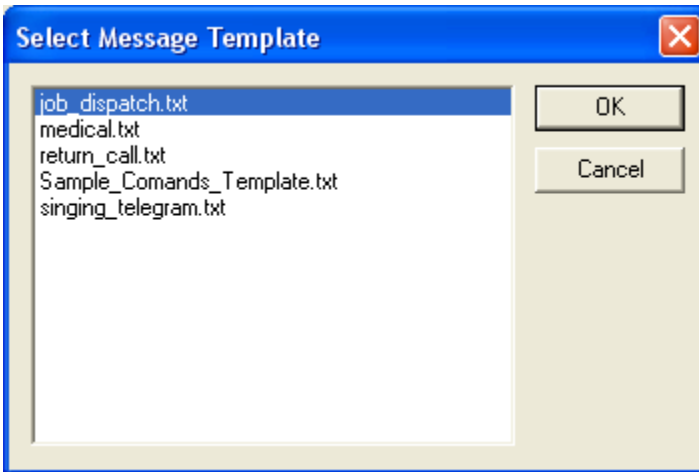 Select Message Template
job_dispatch.txt
medical.txt
return_call.txt
Sample_Comands_Template.txt
singing_telegram.txt
OK
Cancel